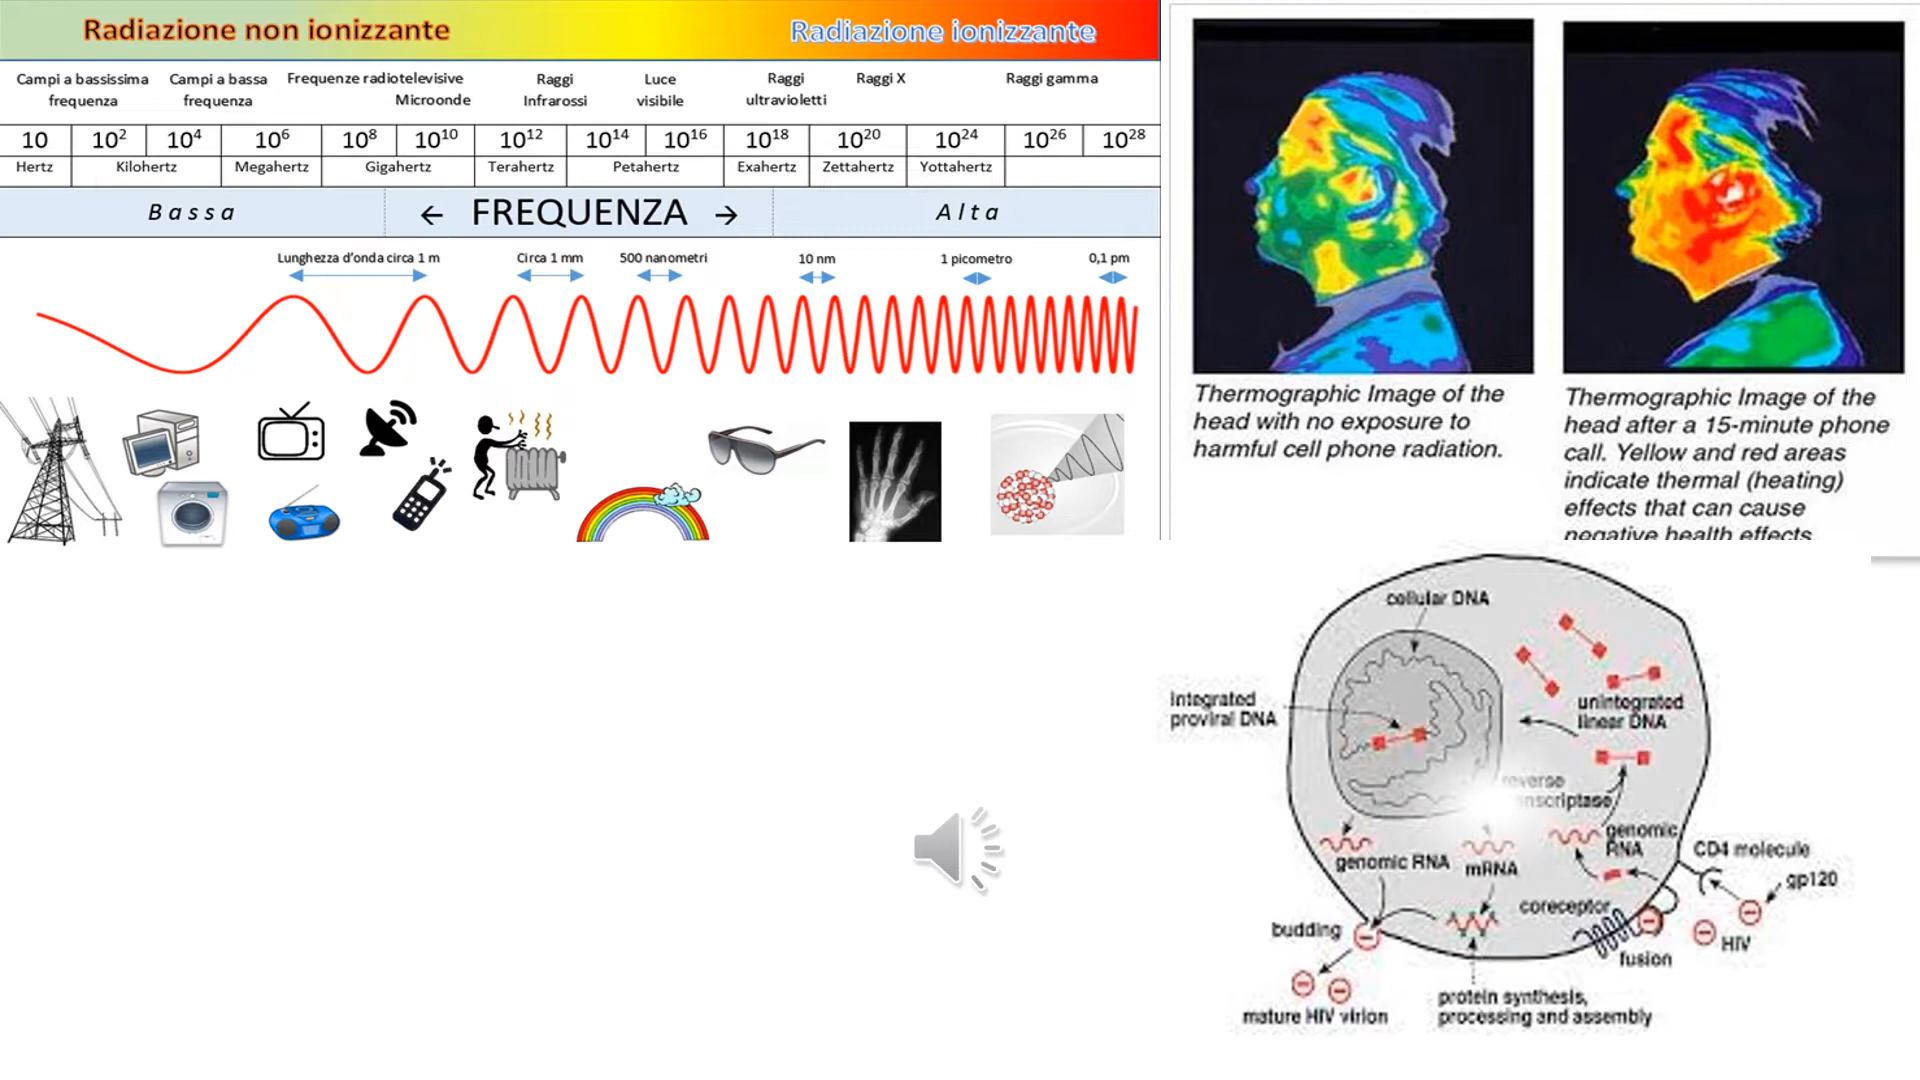 Radiazione non ionizzante
Radiazione ionizzante
Campi a bassissima
frequenza
Campi a bassa
frequenza
Frequenze radiotelevisive
Microonde
Raggi
Infrarossi
Luce
visibile
Raggi
ultravioletti
Raggi X
Raggi gamma
10 10² 10⁴ 10⁶ 10⁸ 10¹⁰ 10¹² 10¹⁴ 10¹⁶ 10¹⁸ 10²⁰ 10²⁴ 10²⁶ 10²⁸
Hertz Kilohertz Megahertz Gigahertz Terahertz Petahertz Exahertz Zettahertz Yottahertz
Bassa ← FREQUENZA → Alta
Lunghezza d'onda circa 1 m
Circa 1 mm
500 nanometri
10 nm
1 picometro
0,1 pm
Thermographic Image of the
head with no exposure to
harmful cell phone radiation.
Thermographic Image of the
head after a 15-minute phone
call. Yellow and red areas
indicate thermal (heating)
effects that can cause
negative health effects
cellular DNA
integrated
proviral DNA
unintegrated
linear DNA
reverse
genomic RNA
mRNA
genomic
RNA
CD4 molecule
gp120
coreceptor
HIV
fusion
budding
mature HIV virion
protein synthesis,
processing and assembly